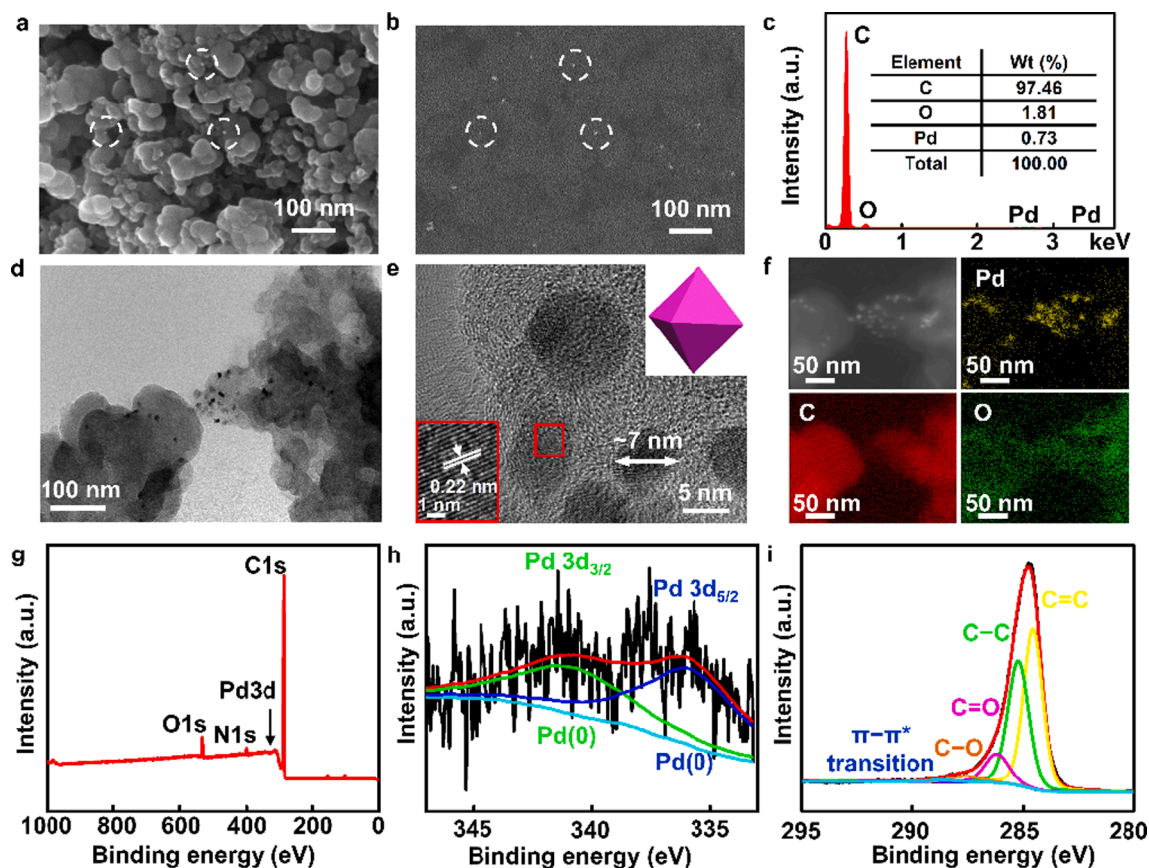 a
100 nm
b
100 nm
c
Intensity (a.u.)
C
Element Wt (%)
C 97.46
O 1.81
Pd 0.73
Total 100.00
O
Pd Pd
0 1 2 3 keV
d
100 nm
e
0.22 nm
1 nm
~7 nm
5 nm
f
50 nm
Pd
50 nm
C
50 nm
O
50 nm
g
Intensity (a.u.)
C1s
Pd3d
O1s
N1s
1000 800 600 400 200 0
Binding energy (eV)
h
Intensity (a.u.)
Pd 3d3/2
Pd 3d5/2
Pd(0)
Pd(0)
345 340 335
Binding energy (eV)
i
Intensity (a.u.)
C=C
C−C
C=O
C−O
π−π*
transition
295 290 285 280
Binding energy (eV)